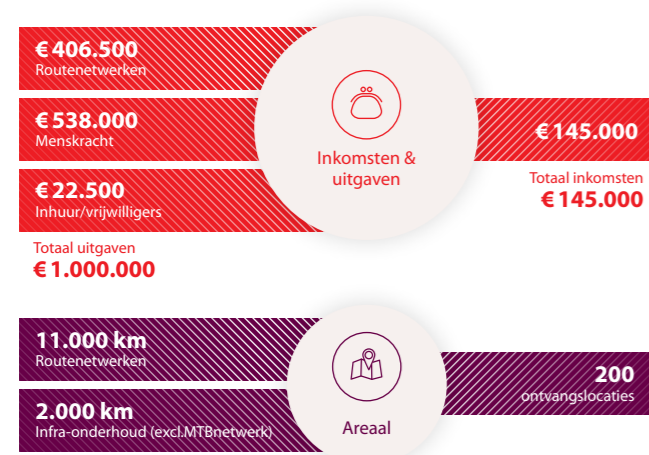 € 406.500
Routenetwerken
€ 538.000
Menskracht
€ 22.500
Inhuur/vrijwilligers
Totaal uitgaven
€ 1.000.000
Inkomsten &
uitgaven
€ 145.000
Totaal inkomsten
€ 145.000
11.000 km
Routenetwerken
2.000 km
Infra-onderhoud (excl.MTBnetwerk)
Areaal
200
ontvangslocaties